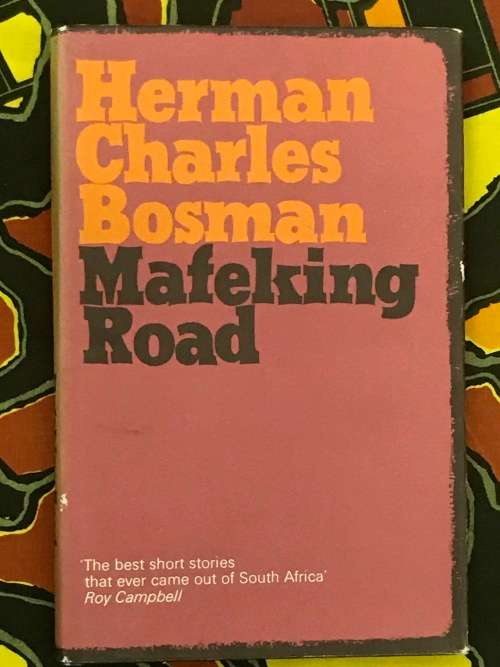 Herman
Charles
Bosman
Mafeking
Road
'The best short stories
that ever came out of South Africa'
Roy Campbell